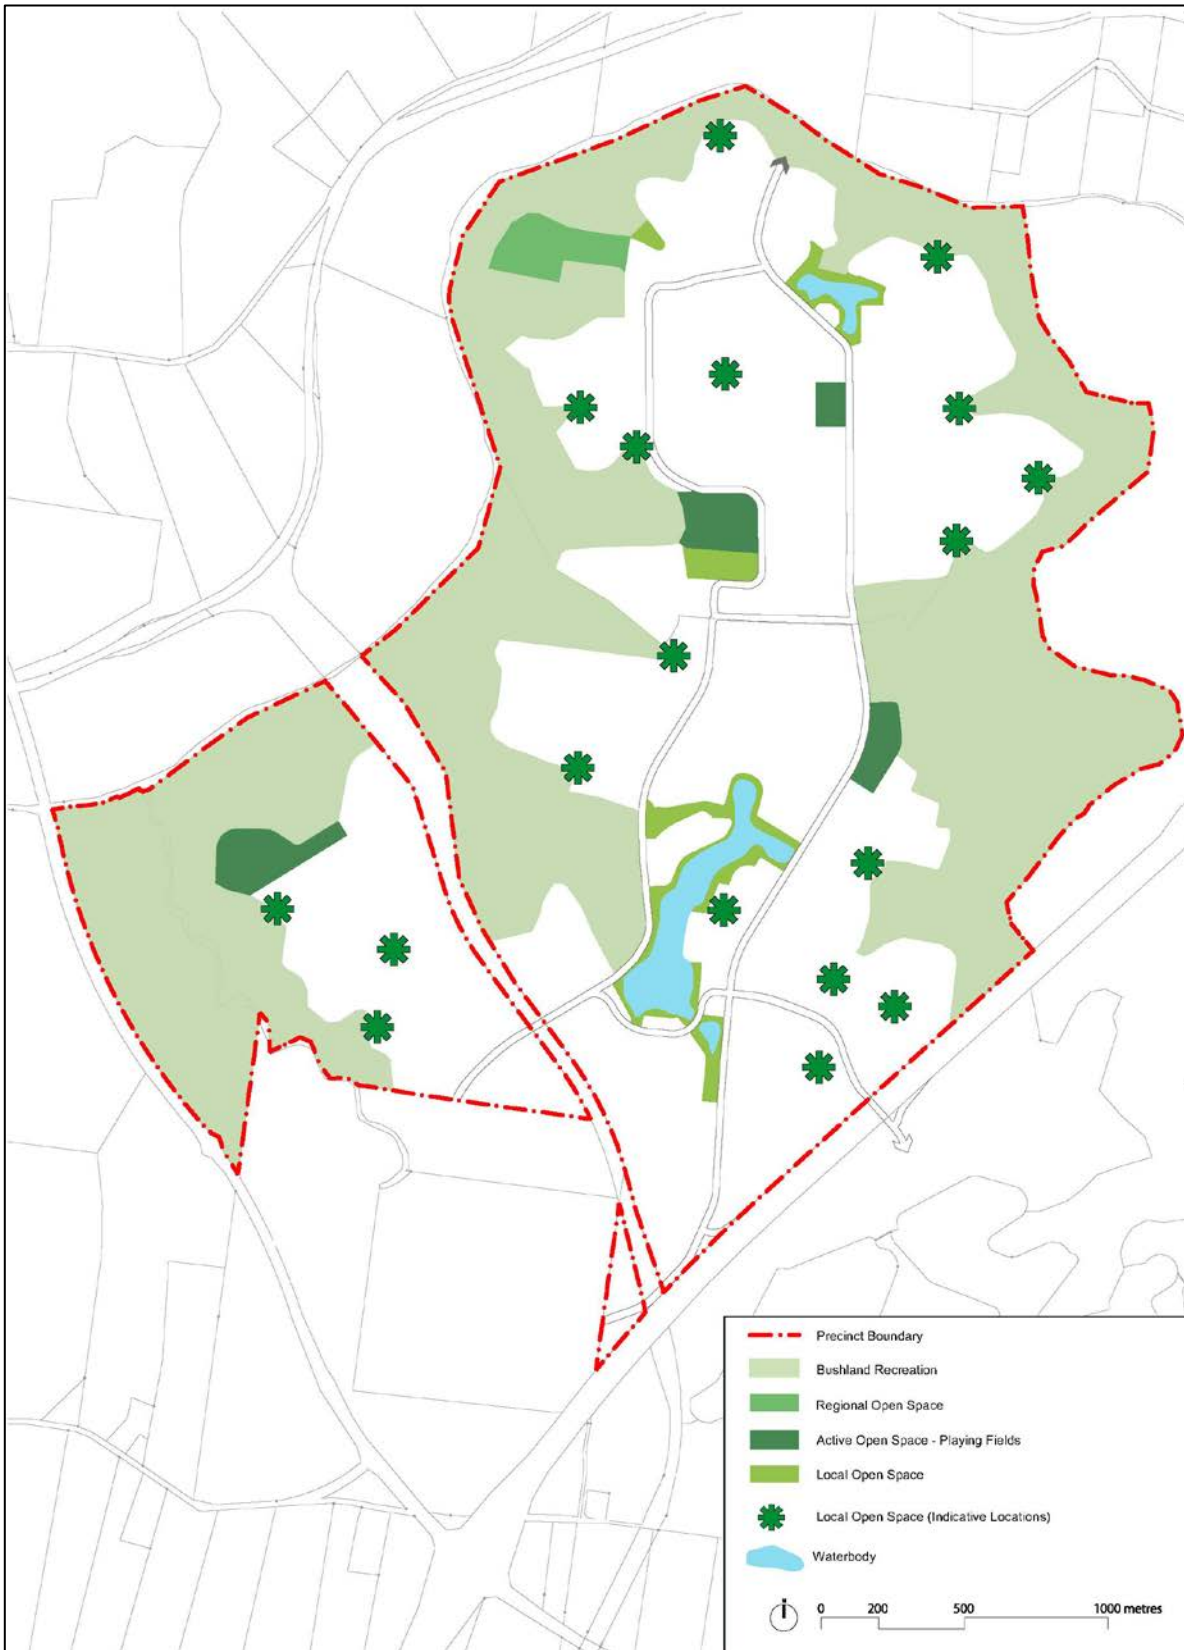 Precinct Boundary
Bushland Recreation
Regional Open Space
Active Open Space - Playing Fields
Local Open Space
Local Open Space (Indicative Locations)
Waterbody
0 200 500 1000 metres